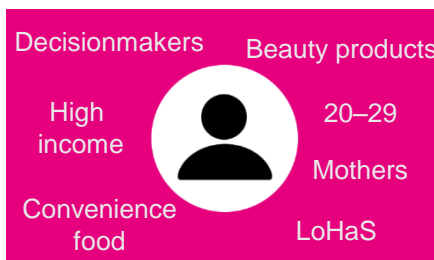 Decisionmakers
Beauty products
High
income
20–29
Mothers
Convenience
food
LoHaS